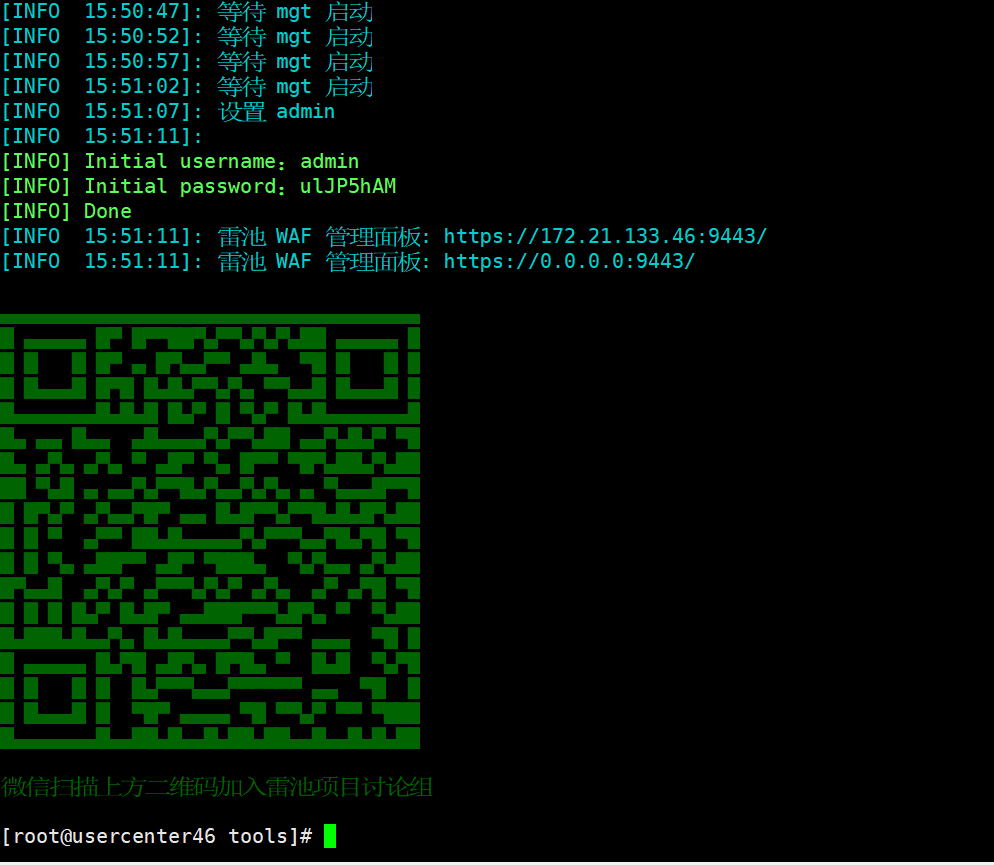 [INFO  15:50:47]: 等待 mgt 启动
[INFO  15:50:52]: 等待 mgt 启动
[INFO  15:50:57]: 等待 mgt 启动
[INFO  15:51:02]: 等待 mgt 启动
[INFO  15:51:07]: 设置 admin
[INFO  15:51:11]:
[INFO] Initial username：admin
[INFO] Initial password：ulJP5hAM
[INFO] Done
[INFO  15:51:11]: 雷池 WAF 管理面板: https://172.21.133.46:9443/
[INFO  15:51:11]: 雷池 WAF 管理面板: https://0.0.0.0:9443/
微信扫描上方二维码加入雷池项目讨论组
[root@usercenter46 tools]#